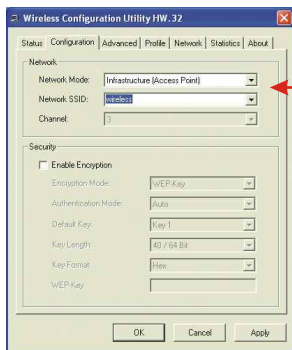 Wireless Configuration Utility HW.32
Status Configuration Advanced Profile Network Statistics About
Network
Network Mode: Infrastructure (Access Point)
Network SSID: wireless
Channel: 3
Security
Enable Encryption
Encryption Mode: WEP-Key
Authentication Mode: Auto
Default Key: Key 1
Key Length: 40 / 64 Bit
Key Format: Hex
WEP-Key
OK Cancel Apply